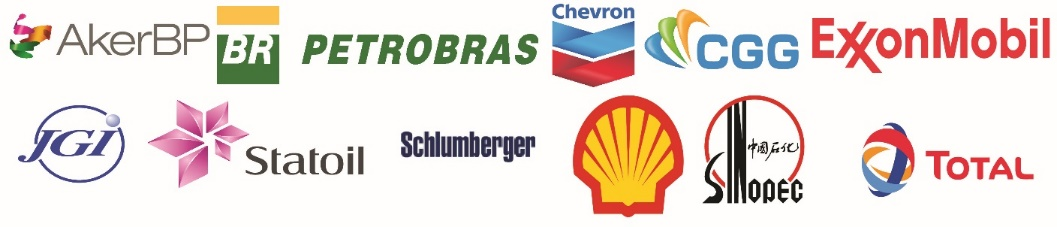 AkerBP
BR PETROBRAS
Chevron
CGG
ExxonMobil
JGI
Statoil
Schlumberger
中國石化
SINOPEC
TOTAL